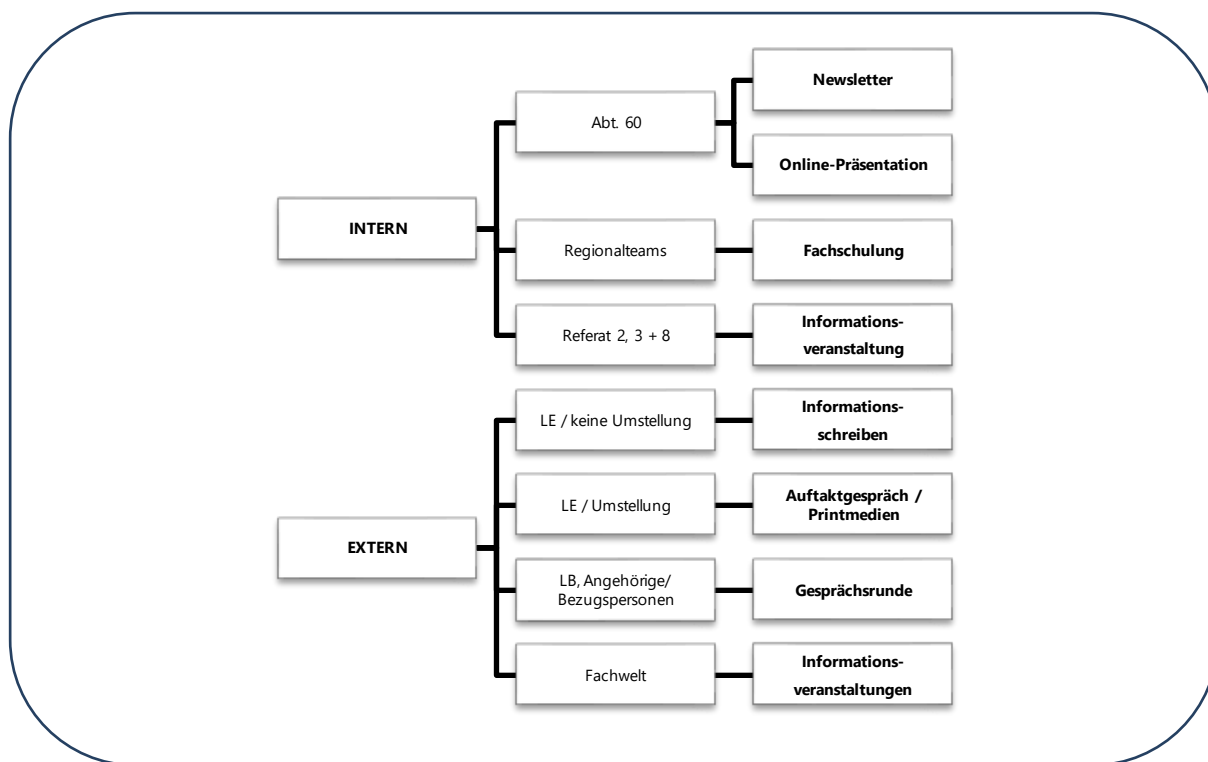 Newsletter
Abt. 60
Online-Präsentation
INTERN
Regionalteams
Fachschulung
Referat 2, 3 + 8
Informations-
veranstaltung
LE / keine Umstellung
Informations-
schreiben
LE / Umstellung
Auftaktgespräch /
Printmedien
EXTERN
LB, Angehörige/
Bezugspersonen
Gesprächsrunde
Fachwelt
Informations-
veranstaltungen